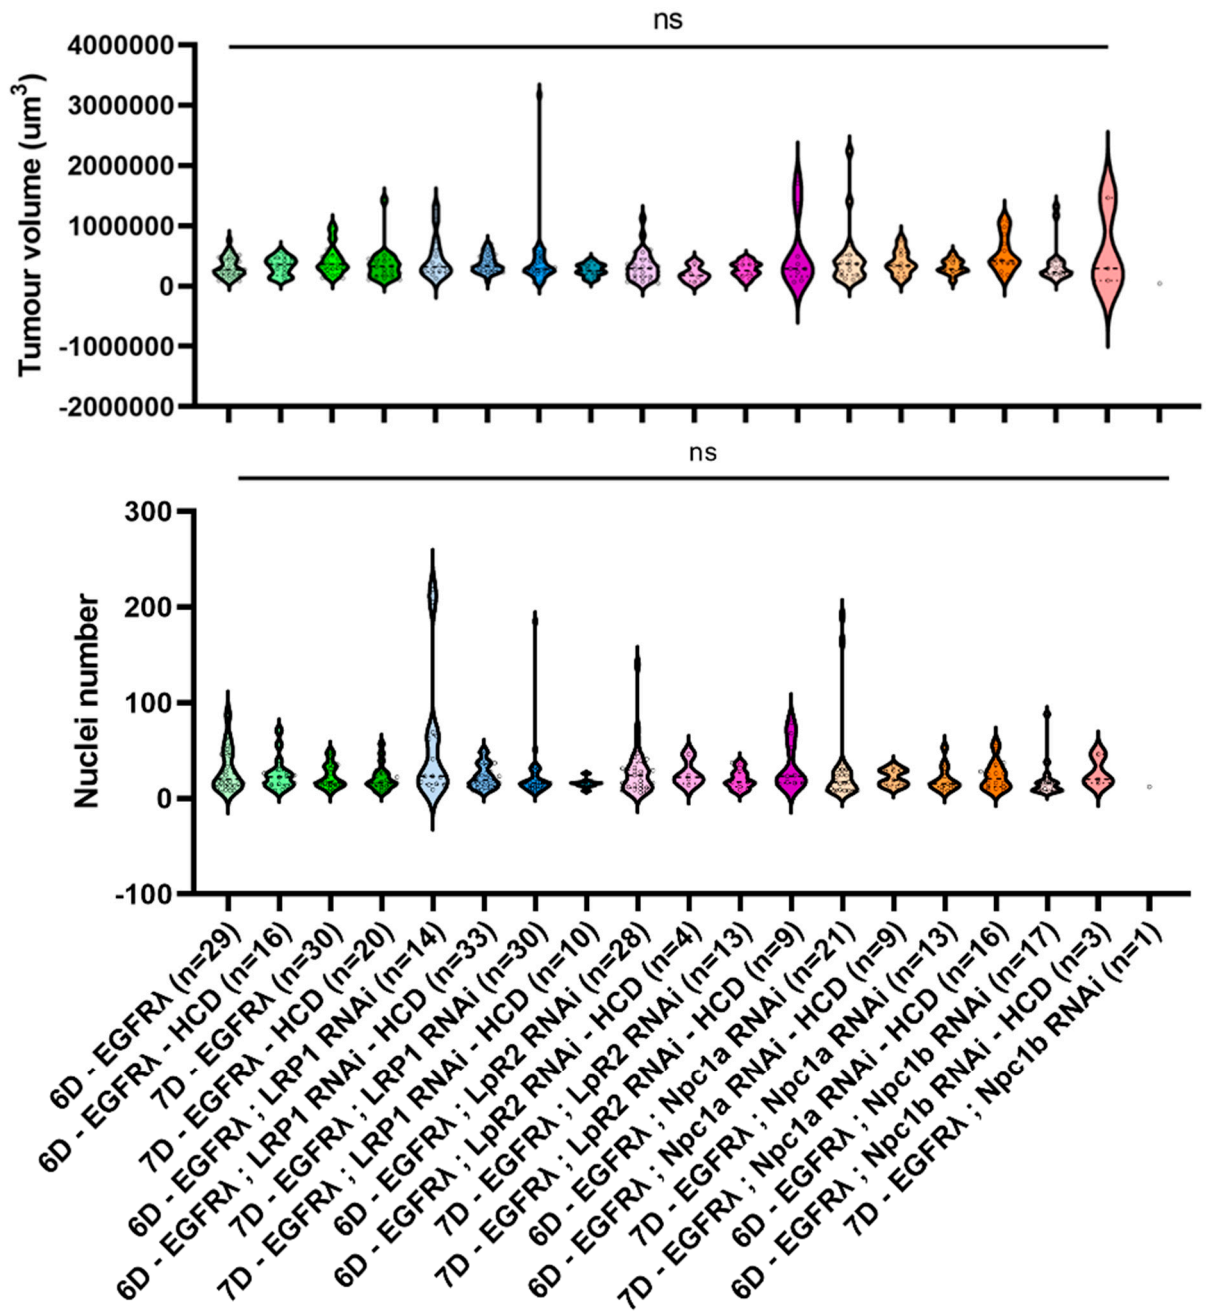 ns
4000000
3000000
2000000
1000000
0
-1000000
-2000000
Tumour volume (um³)
ns
300
200
100
0
-100
Nuclei number
6D - EGFRλ (n=29)
6D - EGFRλ - HCD (n=16)
7D - EGFRλ (n=30)
7D - EGFRλ - HCD (n=20)
6D - EGFRλ ; LRP1 RNAi (n=14)
6D - EGFRλ ; LRP1 RNAi - HCD (n=33)
7D - EGFRλ ; LRP1 RNAi (n=30)
7D - EGFRλ ; LRP1 RNAi - HCD (n=10)
6D - EGFRλ ; LpR2 RNAi (n=28)
6D - EGFRλ ; LpR2 RNAi - HCD (n=4)
7D - EGFRλ ; LpR2 RNAi (n=13)
7D - EGFRλ ; LpR2 RNAi - HCD (n=9)
6D - EGFRλ ; Npc1a RNAi (n=21)
6D - EGFRλ ; Npc1a RNAi - HCD (n=9)
7D - EGFRλ ; Npc1a RNAi (n=13)
7D - EGFRλ ; Npc1a RNAi - HCD (n=16)
6D - EGFRλ ; Npc1b RNAi (n=17)
6D - EGFRλ ; Npc1b RNAi - HCD (n=3)
7D - EGFRλ ; Npc1b RNAi (n=1)